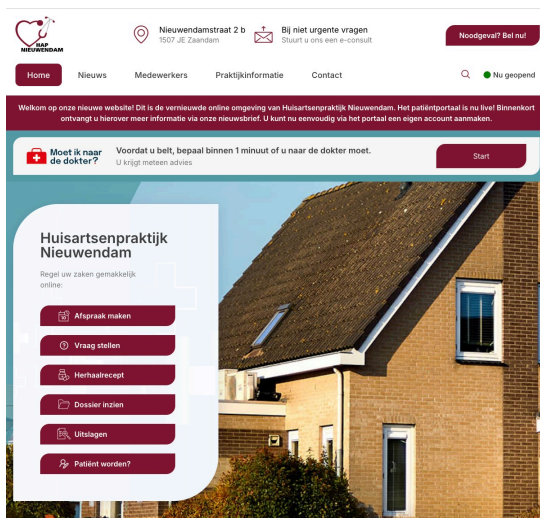 HAP
NIEUWENDAM
Nieuwendamstraat 2 b
1507 JE Zaandam
Bij niet urgente vragen
Stuurt u ons een e-consult
Noodgeval? Bel nu!
Home
Nieuws
Medewerkers
Praktijkinformatie
Contact
Nu geopend
Welkom op onze nieuwe website! Dit is de vernieuwde online omgeving van Huisartsenpraktijk Nieuwendam. Het patiëntportaal is nu live! Binnenkort
ontvangt u hierover meer informatie via onze nieuwsbrief. U kunt nu eenvoudig via het portaal een eigen account aanmaken.
Moet ik naar
de dokter?
Voordat u belt, bepaal binnen 1 minuut of u naar de dokter moet.
U krijgt meteen advies
Start
Huisartsenpraktijk
Nieuwendam
Regel uw zaken gemakkelijk
online:
Afspraak maken
Vraag stellen
Herhaalrecept
Dossier inzien
Uitslagen
Patiënt worden?